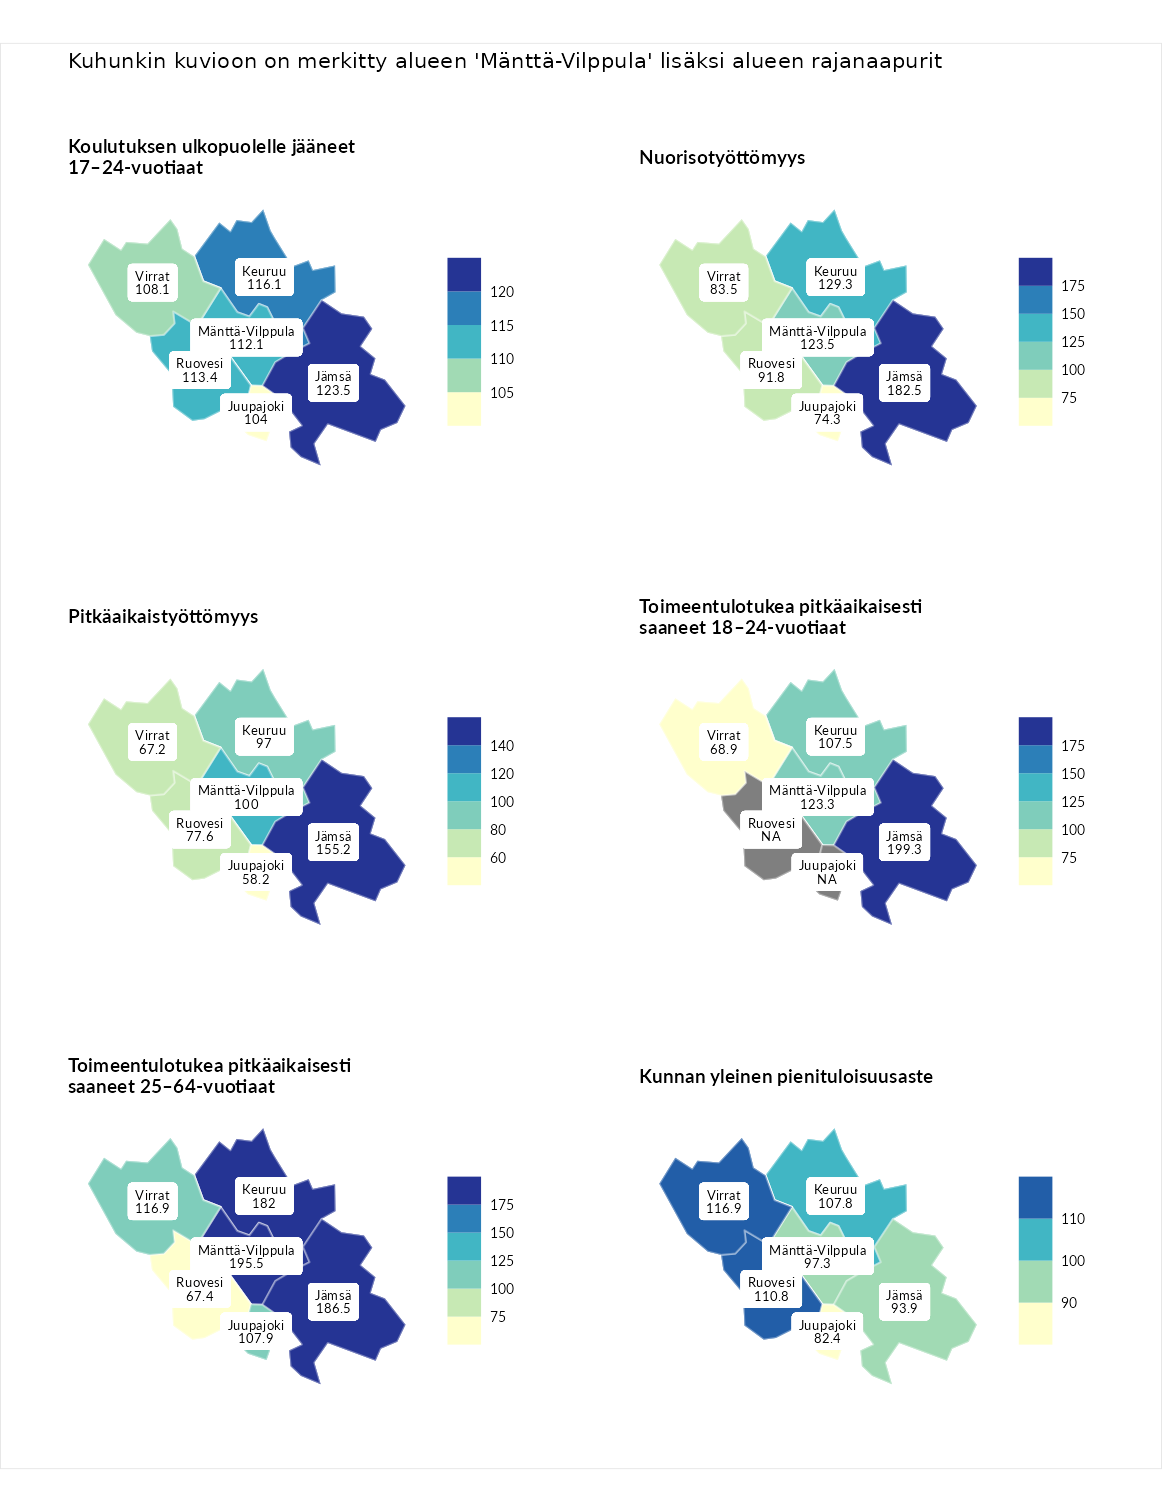 Kuhunkin kuvioon on merkitty alueen 'Mänttä-Vilppula' lisäksi alueen rajanaapurit
Koulutuksen ulkopuolelle jääneet
17–24-vuotiaat
Virrat
108.1
Keuruu
116.1
Mänttä-Vilppula
112.1
Ruovesi
113.4
Jämsä
123.5
Juupajoki
104
120
115
110
105
Nuorisotyöttömyys
Virrat
83.5
Keuruu
129.3
Mänttä-Vilppula
123.5
Ruovesi
91.8
Jämsä
182.5
Juupajoki
74.3
175
150
125
100
75
Pitkäaikaistyöttömyys
Virrat
67.2
Keuruu
97
Mänttä-Vilppula
100
Ruovesi
77.6
Jämsä
155.2
Juupajoki
58.2
140
120
100
80
60
Toimeentulotukea pitkäaikaisesti
saaneet 18–24-vuotiaat
Virrat
68.9
Keuruu
107.5
Mänttä-Vilppula
123.3
Ruovesi
NA
Jämsä
199.3
Juupajoki
NA
175
150
125
100
75
Toimeentulotukea pitkäaikaisesti
saaneet 25–64-vuotiaat
Virrat
116.9
Keuruu
182
Mänttä-Vilppula
195.5
Ruovesi
67.4
Jämsä
186.5
Juupajoki
107.9
175
150
125
100
75
Kunnan yleinen pienituloisuusaste
Virrat
116.9
Keuruu
107.8
Mänttä-Vilppula
97.3
Ruovesi
110.8
Jämsä
93.9
Juupajoki
82.4
110
100
90